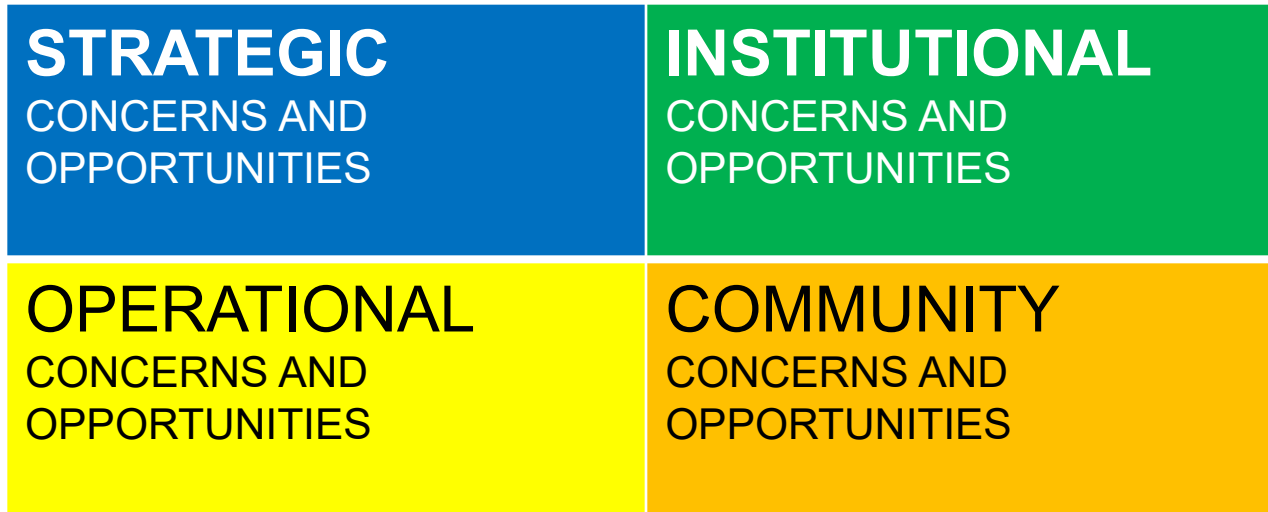 STRATEGIC
CONCERNS AND
OPPORTUNITIES
INSTITUTIONAL
CONCERNS AND
OPPORTUNITIES
OPERATIONAL
CONCERNS AND
OPPORTUNITIES
COMMUNITY
CONCERNS AND
OPPORTUNITIES